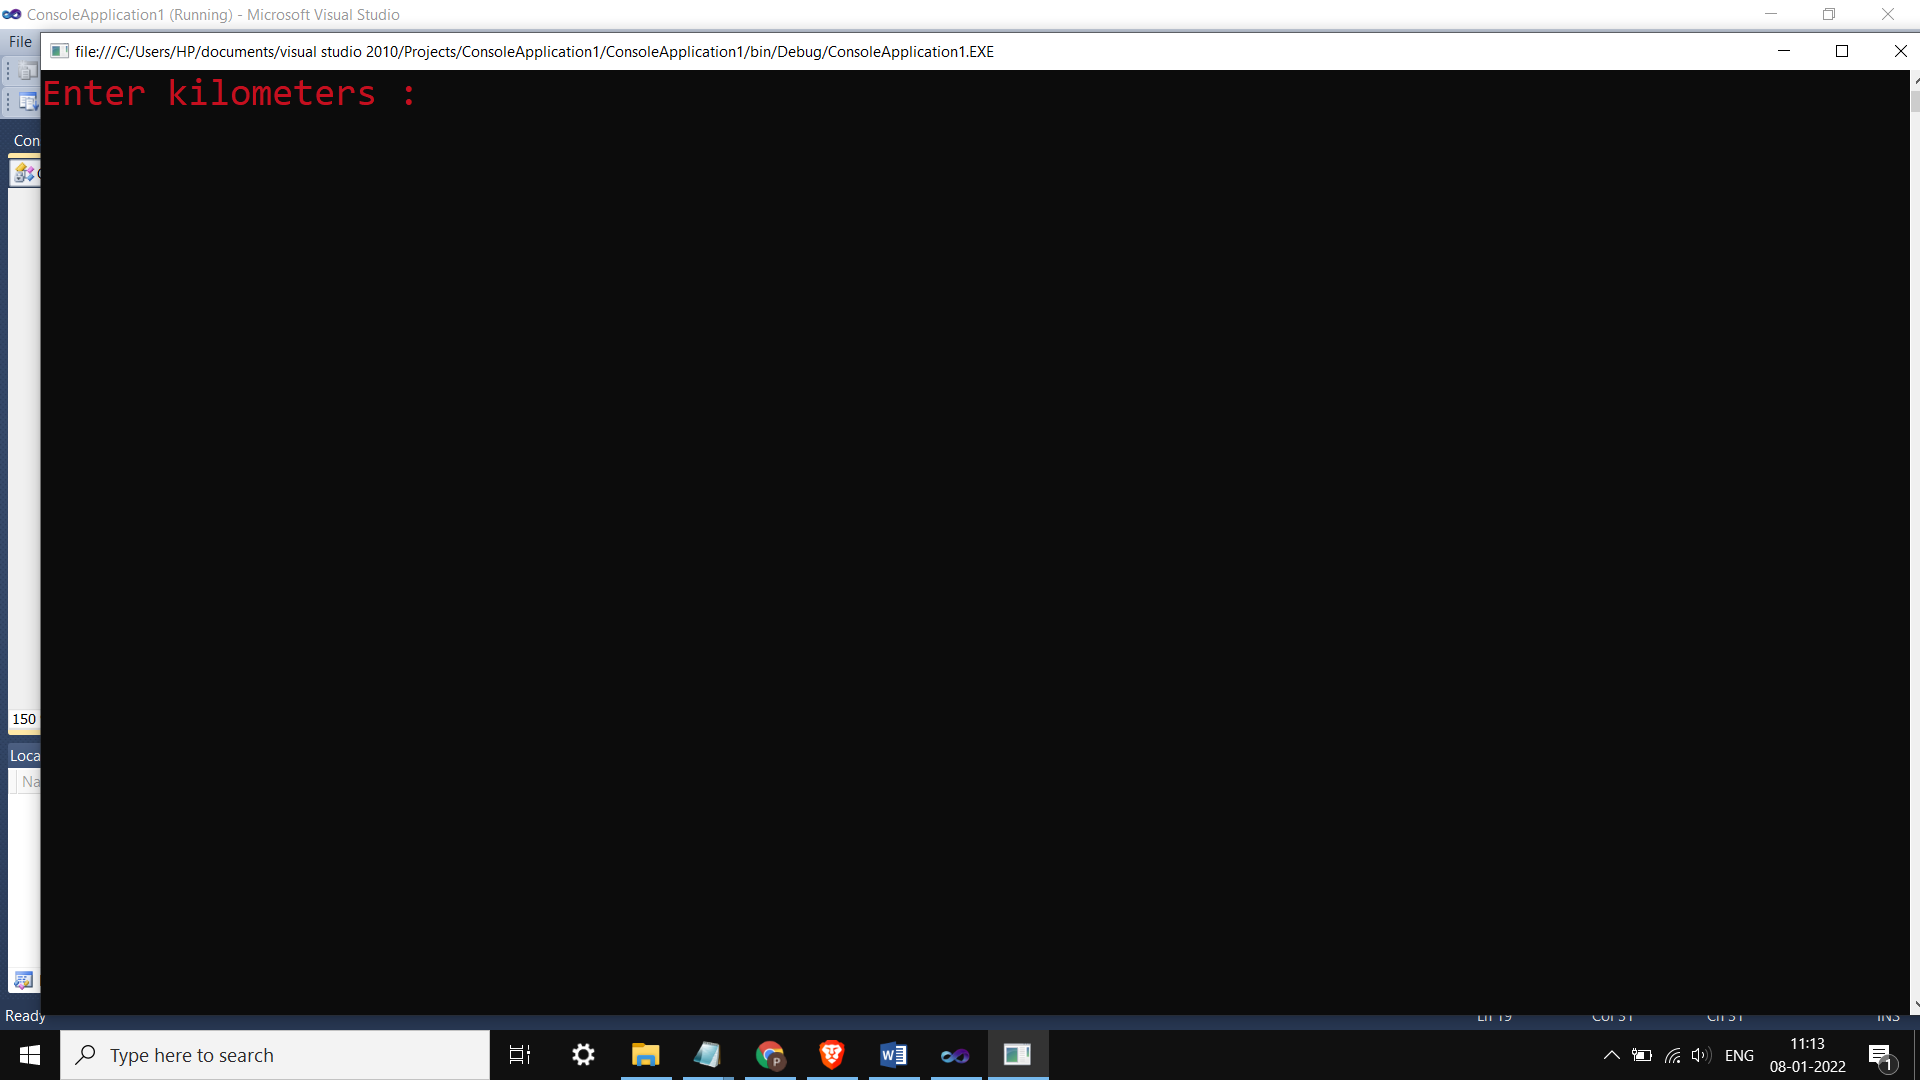 ConsoleApplication1 (Running) - Microsoft Visual Studio
File
file:///C:/Users/HP/documents/visual studio 2010/Projects/ConsoleApplication1/ConsoleApplication1/bin/Debug/ConsoleApplication1.EXE
Enter kilometers :
Con
150
Loca
Na
Ready
Ln 19
Col 31
Ch 31
INS
Type here to search
ENG
11:13
08-01-2022
1